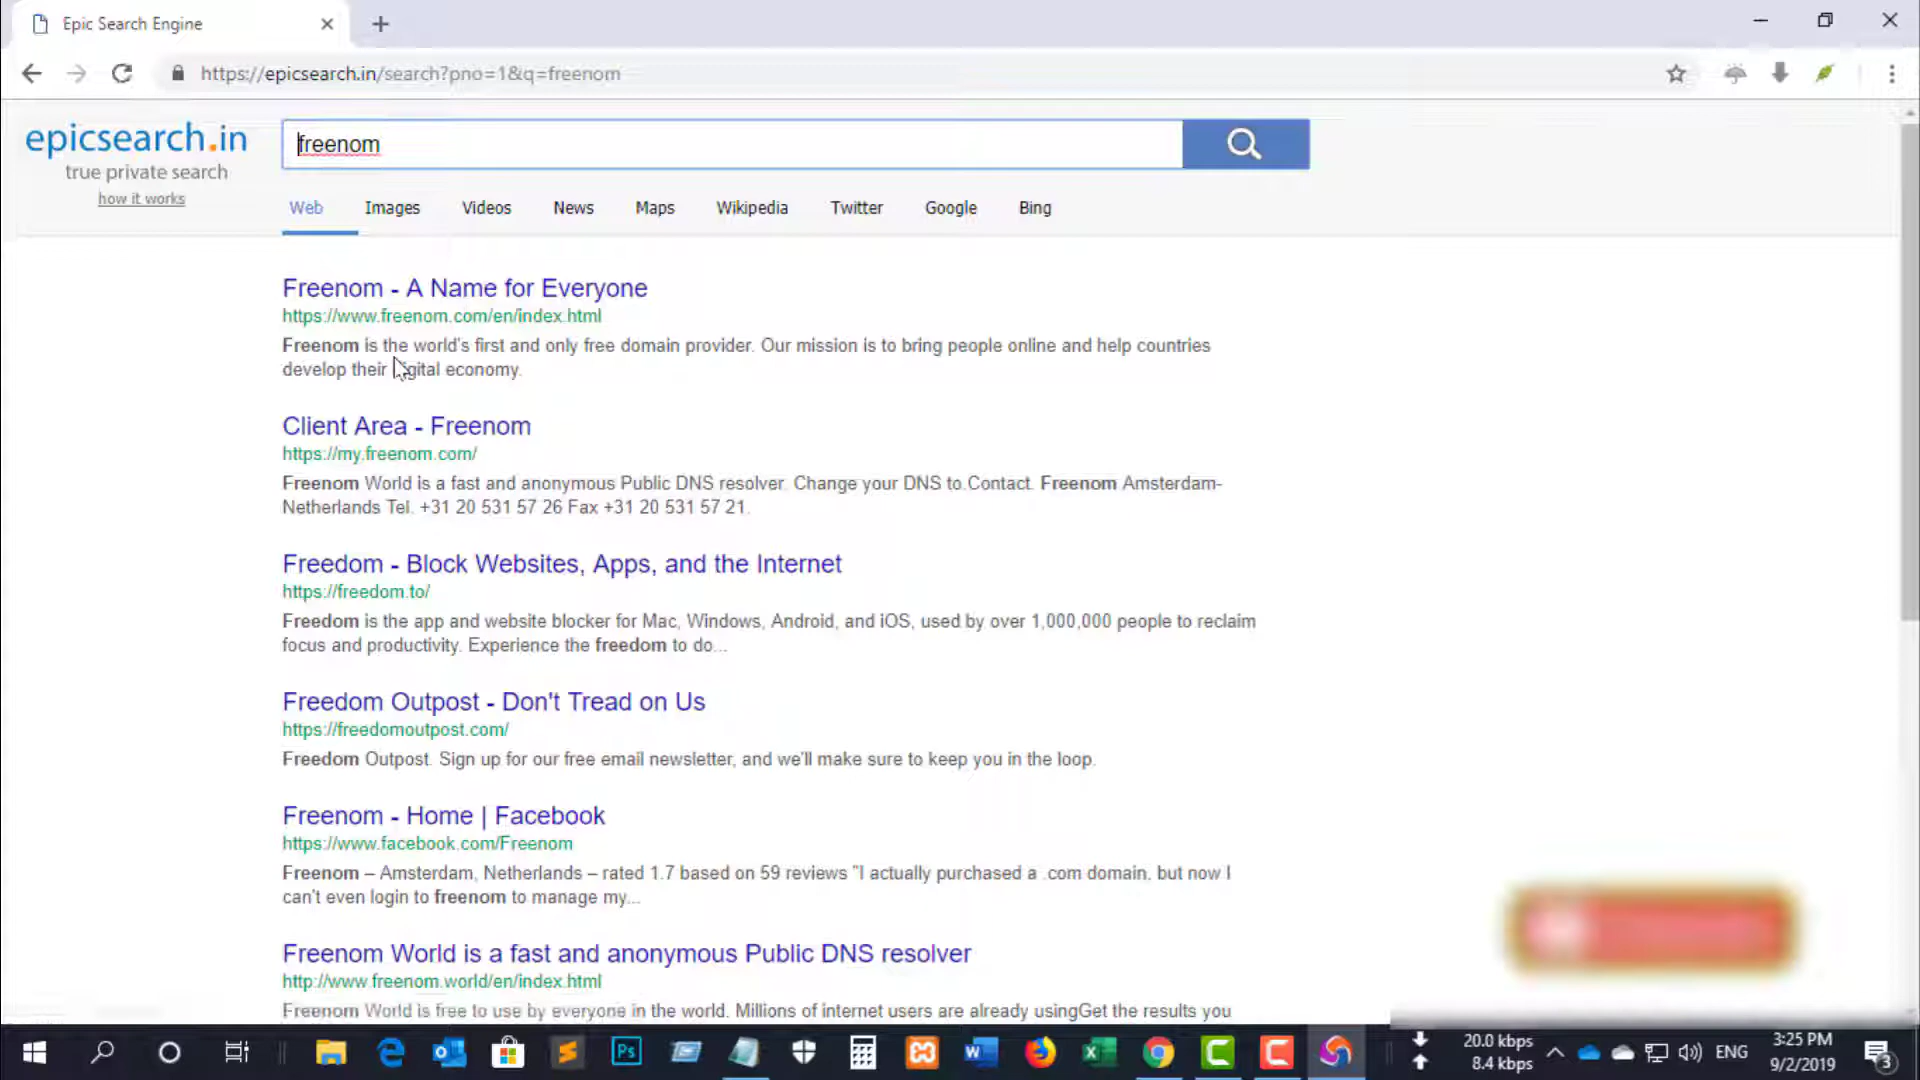 Epic Search Engine
https://epicsearch.in/search?pno=1&q=freenom
epicsearch.in
true private search
how it works
freenom
Web Images Videos News Maps Wikipedia Twitter Google Bing
Freenom - A Name for Everyone
https://www.freenom.com/en/index.html
Freenom is the world's first and only free domain provider. Our mission is to bring people online and help countries
develop their digital economy.
Client Area - Freenom
https://my.freenom.com/
Freenom World is a fast and anonymous Public DNS resolver. Change your DNS to.Contact. Freenom Amsterdam-
Netherlands Tel. +31 20 531 57 26 Fax +31 20 531 57 21.
Freedom - Block Websites, Apps, and the Internet
https://freedom.to/
Freedom is the app and website blocker for Mac, Windows, Android, and iOS, used by over 1,000,000 people to reclaim
focus and productivity. Experience the freedom to do...
Freedom Outpost - Don't Tread on Us
https://freedomoutpost.com/
Freedom Outpost. Sign up for our free email newsletter, and we'll make sure to keep you in the loop.
Freenom - Home | Facebook
https://www.facebook.com/Freenom
Freenom – Amsterdam, Netherlands – rated 1.7 based on 59 reviews "I actually purchased a .com domain, but now I
can't even login to freenom to manage my...
Freenom World is a fast and anonymous Public DNS resolver
http://www.freenom.world/en/index.html
Freenom World is free to use by everyone in the world. Millions of internet users are already usingGet the results you
Ps
20.0 kbps
8.4 kbps
ENG
3:25 PM
9/2/2019
3